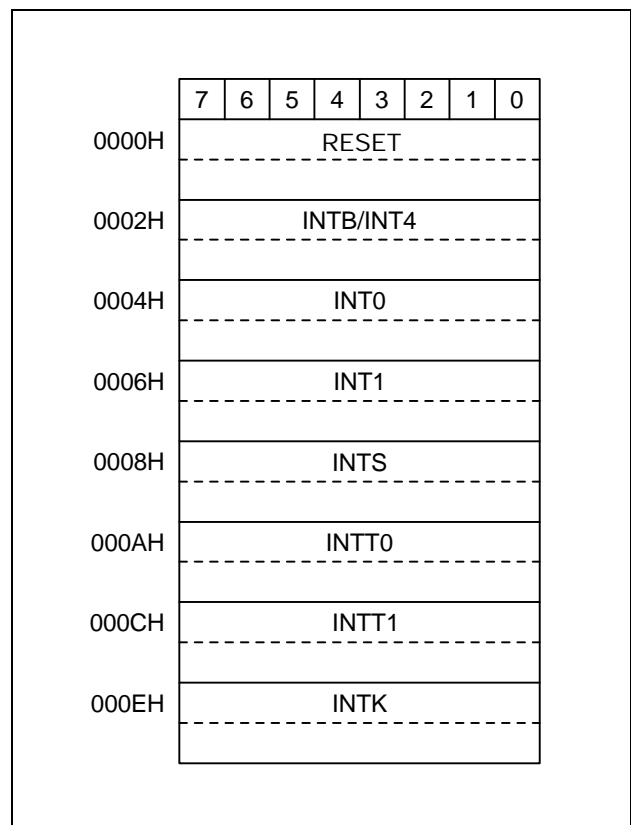 7 6 5 4 3 2 1 0
0000H RESET
0002H INTB/INT4
0004H INT0
0006H INT1
0008H INTS
000AH INTT0
000CH INTT1
000EH INTK